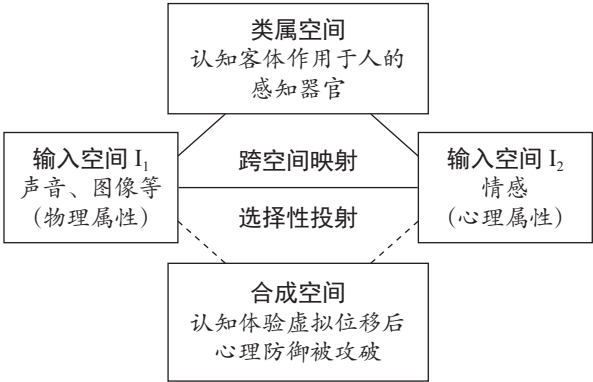 类属空间
认知客体作用于人的
感知器官
输入空间 I₁
声音、图像等
(物理属性)
跨空间映射
选择性投射
输入空间 I₂
情感
(心理属性)
合成空间
认知体验虚拟位移后
心理防御被攻破